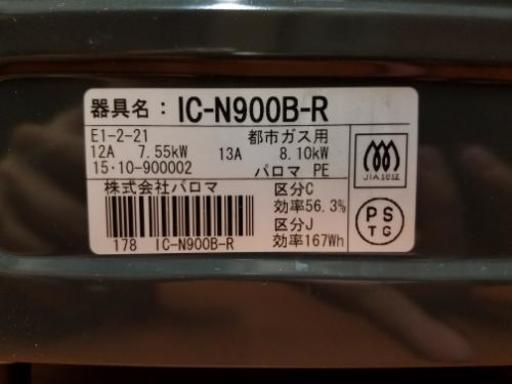 器具名：IC-N900B-R
E1-2-21 都市ガス用
12A 7.55kW 13A 8.10kW
15・10-900002 パロマ PE
株式会社パロマ
区分C
効率56.3%
区分J
効率167Wh
178 IC-N900B-R
JIA
PS
TG